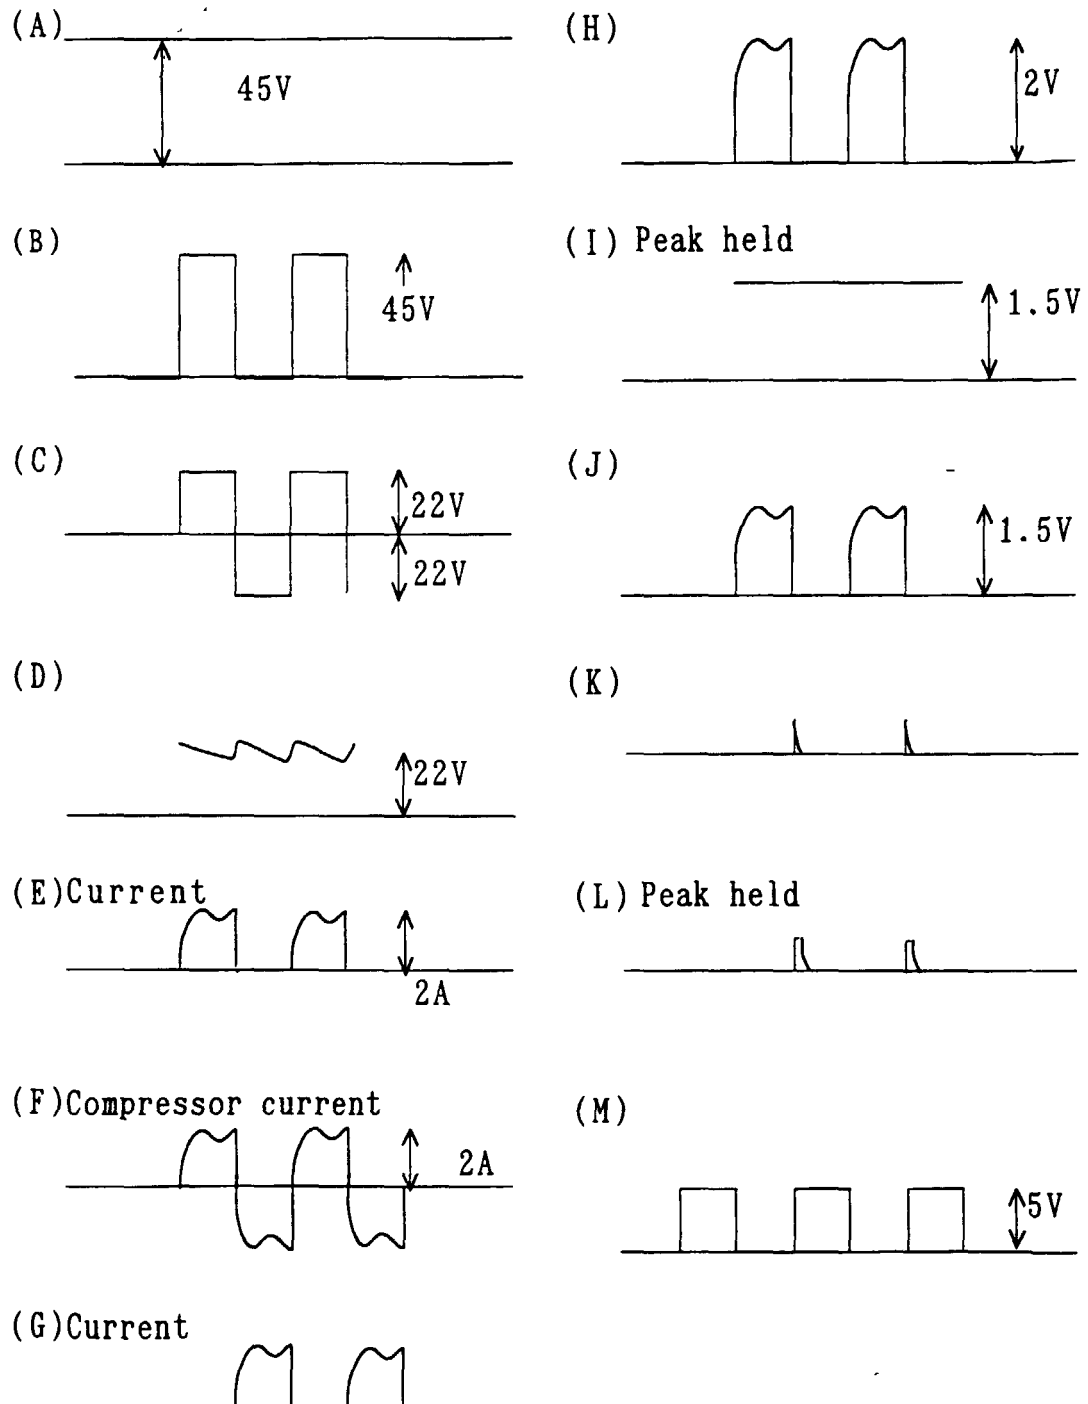 (A)
45V
(B)
45V
(C)
22V
22V
(D)
22V
(E)Current
2A
(F)Compressor current
2A
(G)Current
(H)
2V
(I) Peak held
1.5V
(J)
1.5V
(K)
(L) Peak held
(M)
5V